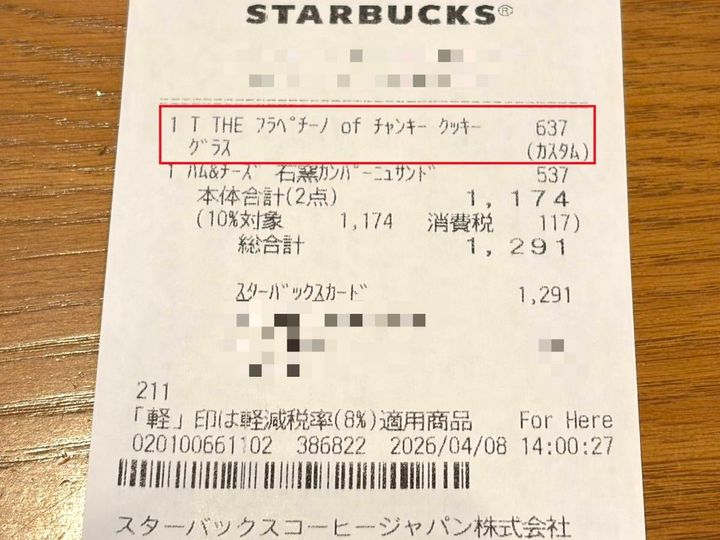 STARBUCKS®
1 T THE フラペチーノ of チャンキー クッキー 637
グラス (カスタム)
1 ハム&チーズ 石窯カンパーニュサンド 537
本体合計(2点) 1,174
(10%対象 1,174 消費税 117)
総合計 1,291
スターバックスカード 1,291
211
「軽」印は軽減税率(8%)適用商品 For Here
020100661102 386822 2026/04/08 14:00:27
スターバックスコーヒージャパン株式会社